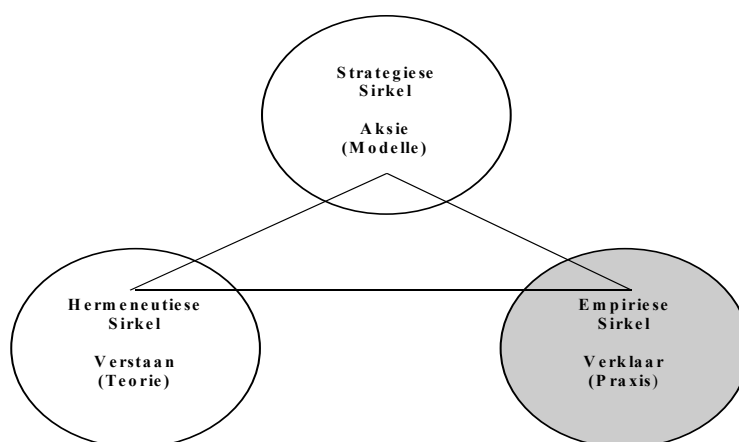 Strategiese
Sirkel
Aksie
(Modelle)
Hermeneutiese
Sirkel
Verstaan
(Teorie)
Empiriese
Sirkel
Verklaar
(Praxis)